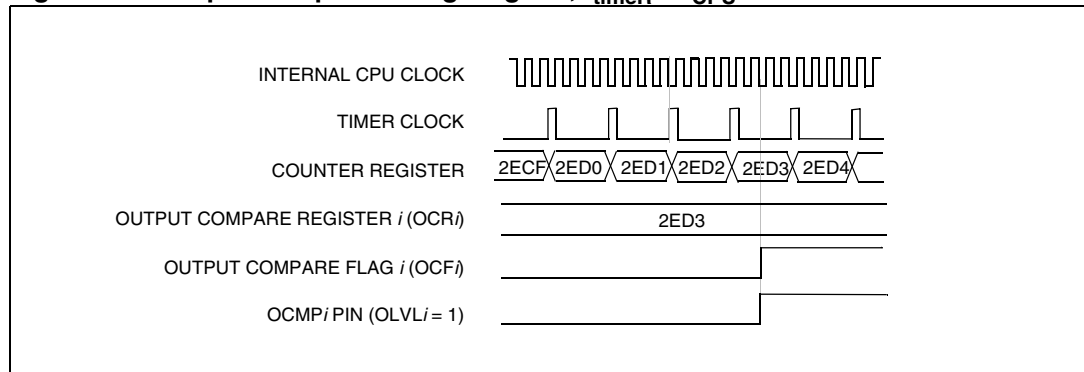 INTERNAL CPU CLOCK
TIMER CLOCK
COUNTER REGISTER 2ECF 2ED0 2ED1 2ED2 2ED3 2ED4
OUTPUT COMPARE REGISTER i (OCRi) 2ED3
OUTPUT COMPARE FLAG i (OCFi)
OCMPi PIN (OLVLi = 1)